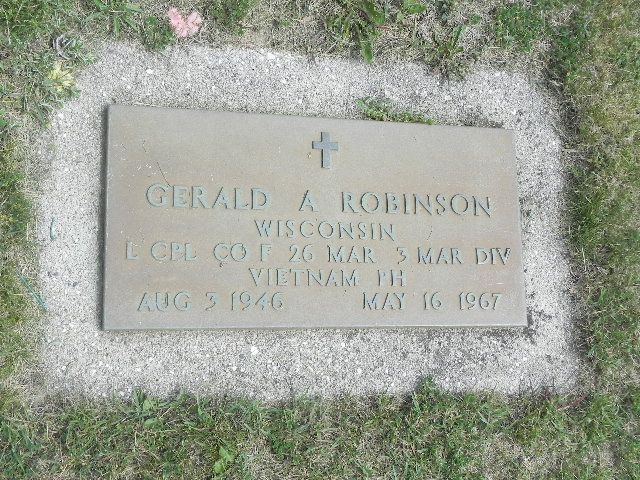 GERALD A ROBINSON
WISCONSIN
L CPL CO F 26 MAR 3 MAR DIV
VIETNAM PH
AUG 3 1946 MAY 16 1967